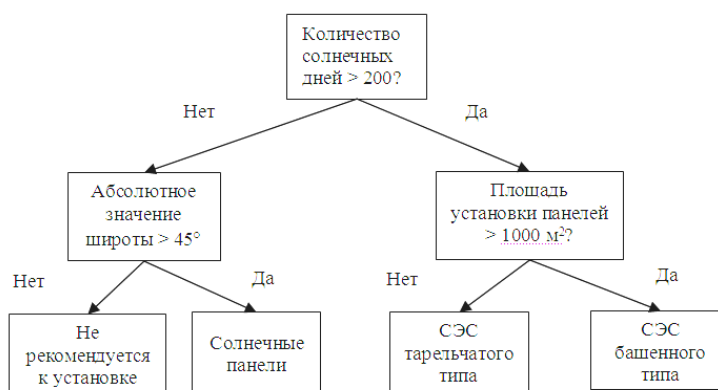 Количество
солнечных
дней > 200?
Нет
Да
Абсолютное
значение
широты > 45°
Плошадь
установки панелей
> 1000 м²?
Нет
Да
Нет
Да
Не
рекомендуется
к установке
Солнечные
панели
СЭС
тарельчатого
типа
СЭС
башенного
типа